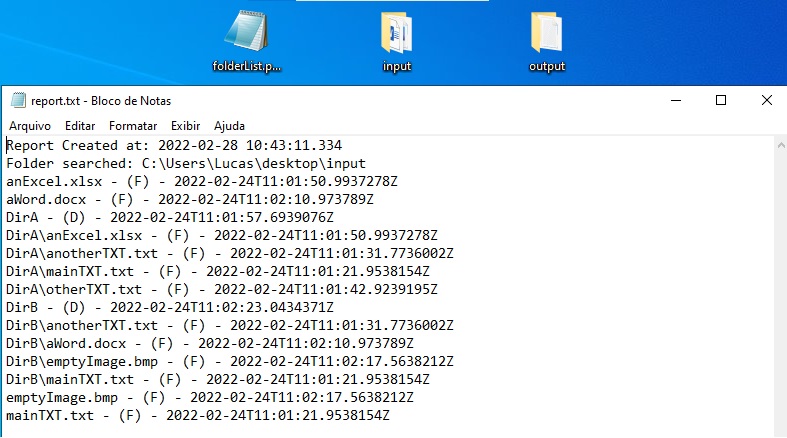 folderList.p...
input
output
report.txt - Bloco de Notas
Arquivo Editar Formatar Exibir Ajuda
Report Created at: 2022-02-28 10:43:11.334
Folder searched: C:\Users\Lucas\desktop\input
anExcel.xlsx - (F) - 2022-02-24T11:01:50.9937278Z
aWord.docx - (F) - 2022-02-24T11:02:10.973789Z
DirA - (D) - 2022-02-24T11:01:57.6939076Z
DirA\anExcel.xlsx - (F) - 2022-02-24T11:01:50.9937278Z
DirA\anotherTXT.txt - (F) - 2022-02-24T11:01:31.7736002Z
DirA\mainTXT.txt - (F) - 2022-02-24T11:01:21.9538154Z
DirA\otherTXT.txt - (F) - 2022-02-24T11:01:42.9239195Z
DirB - (D) - 2022-02-24T11:02:23.0434371Z
DirB\anotherTXT.txt - (F) - 2022-02-24T11:01:31.7736002Z
DirB\aWord.docx - (F) - 2022-02-24T11:02:10.973789Z
DirB\emptyImage.bmp - (F) - 2022-02-24T11:02:17.5638212Z
DirB\mainTXT.txt - (F) - 2022-02-24T11:01:21.9538154Z
emptyImage.bmp - (F) - 2022-02-24T11:02:17.5638212Z
mainTXT.txt - (F) - 2022-02-24T11:01:21.9538154Z